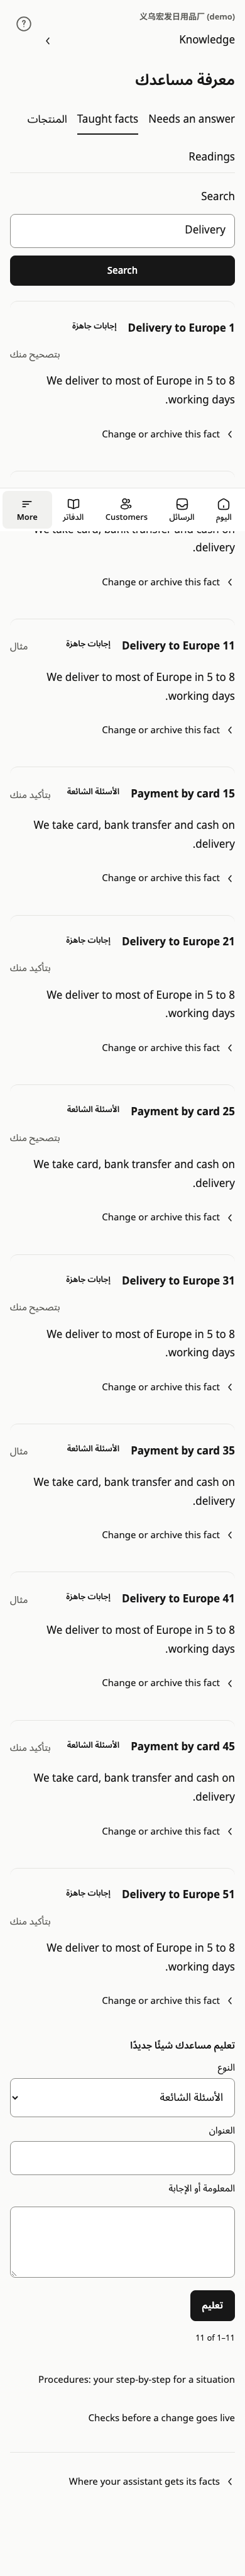 义乌宏发日用品厂 (demo)
Knowledge
معرفة مساعدك
Needs an answer
Taught facts
المنتجات
Readings
Search
Delivery
Search
Delivery to Europe 1
إجابات جاهزة
بتصحيح منك
We deliver to most of Europe in 5 to 8
working days.
Change or archive this fact
اليوم
الرسائل
Customers
الدفاتر
More
delivery.
Change or archive this fact
Delivery to Europe 11
إجابات جاهزة
مثال
We deliver to most of Europe in 5 to 8
working days.
Change or archive this fact
Payment by card 15
الأسئلة الشائعة
بتأكيد منك
We take card, bank transfer and cash on
delivery.
Change or archive this fact
Delivery to Europe 21
إجابات جاهزة
بتأكيد منك
We deliver to most of Europe in 5 to 8
working days.
Change or archive this fact
Payment by card 25
الأسئلة الشائعة
بتصحيح منك
We take card, bank transfer and cash on
delivery.
Change or archive this fact
Delivery to Europe 31
إجابات جاهزة
بتصحيح منك
We deliver to most of Europe in 5 to 8
working days.
Change or archive this fact
Payment by card 35
الأسئلة الشائعة
مثال
We take card, bank transfer and cash on
delivery.
Change or archive this fact
Delivery to Europe 41
إجابات جاهزة
مثال
We deliver to most of Europe in 5 to 8
working days.
Change or archive this fact
Payment by card 45
الأسئلة الشائعة
بتأكيد منك
We take card, bank transfer and cash on
delivery.
Change or archive this fact
Delivery to Europe 51
إجابات جاهزة
بتأكيد منك
We deliver to most of Europe in 5 to 8
working days.
Change or archive this fact
تعليم مساعدك شيئًا جديدًا
النوع
الأسئلة الشائعة
العنوان
المعلومة أو الإجابة
تعليم
11 of 1–11
Procedures: your step-by-step for a situation
Checks before a change goes live
Where your assistant gets its facts